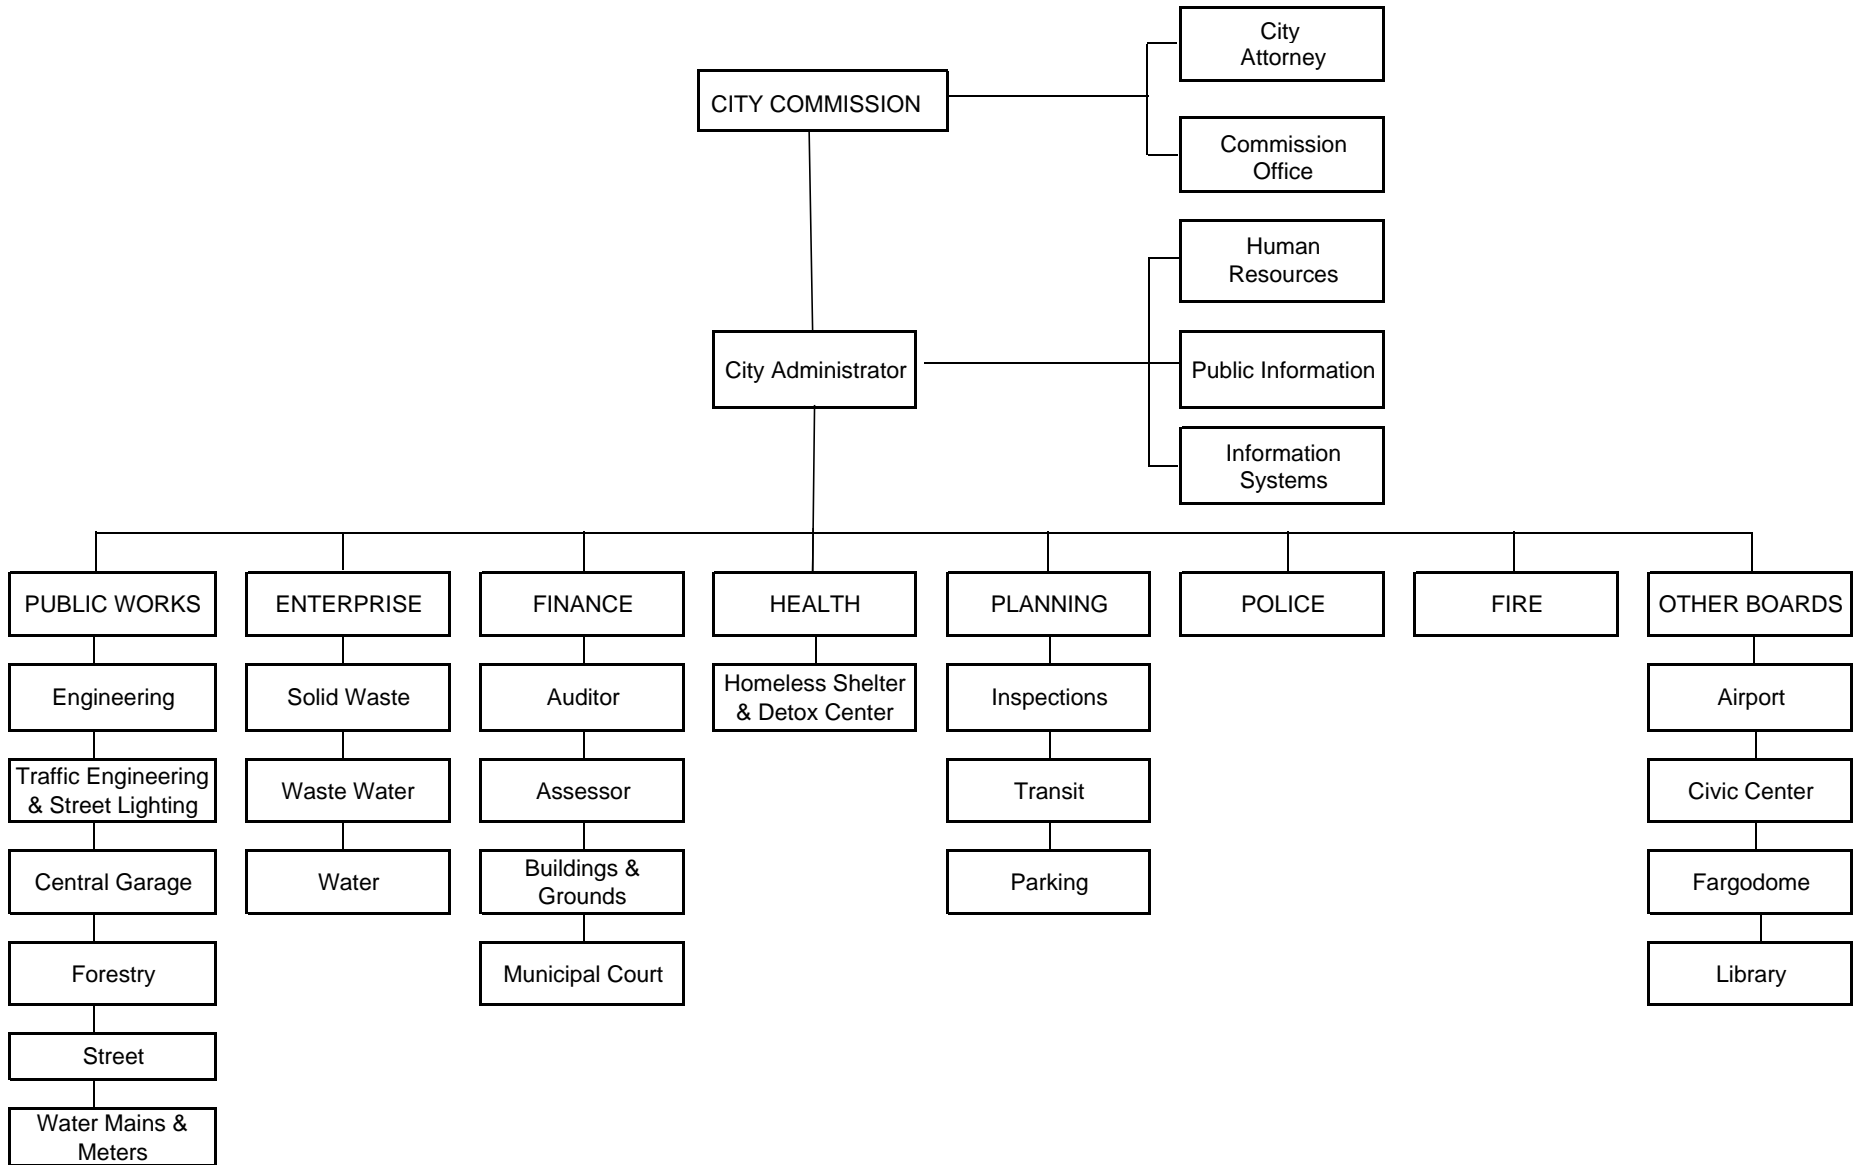 City
Attorney
CITY COMMISSION
Commission
Office
Human
Resources
City Administrator
Public Information
Information
Systems
PUBLIC WORKS
ENTERPRISE
FINANCE
HEALTH
PLANNING
POLICE
FIRE
OTHER BOARDS
Engineering
Solid Waste
Auditor
Homeless Shelter
& Detox Center
Inspections
Airport
Traffic Engineering
& Street Lighting
Waste Water
Assessor
Transit
Civic Center
Central Garage
Water
Buildings &
Grounds
Parking
Fargodome
Forestry
Municipal Court
Library
Street
Water Mains &
Meters